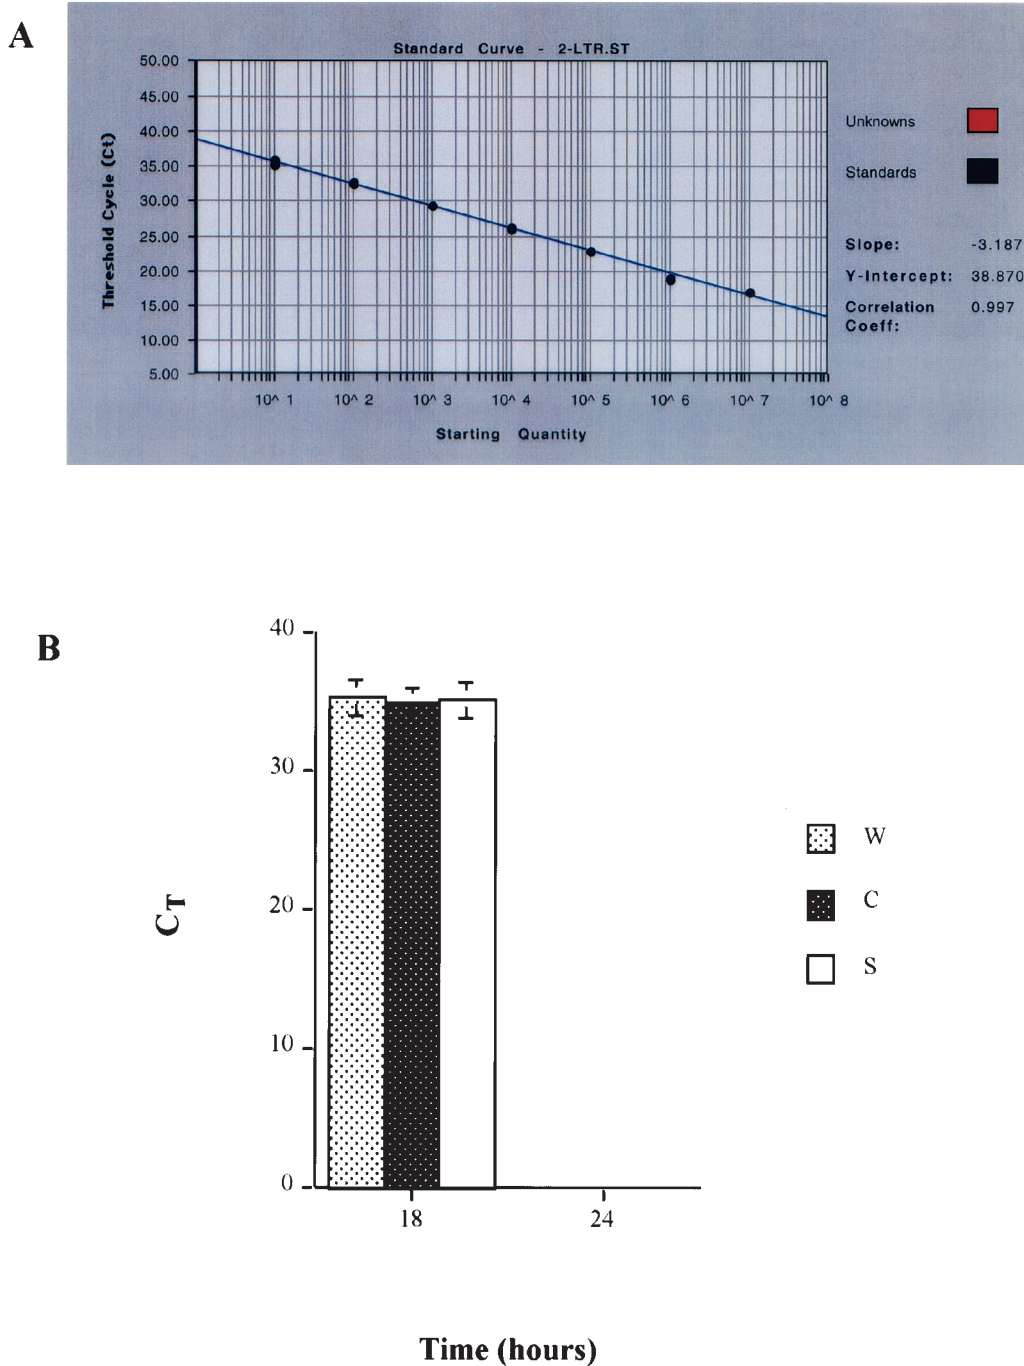 A
Standard Curve - 2-LTR.ST
50.00
45.00
40.00
35.00
30.00
25.00
20.00
15.00
10.00
5.00
Threshold Cycle (Ct)
10^ 1 10^ 2 10^ 3 10^ 4 10^ 5 10^ 6 10^ 7 10^ 8
Starting Quantity
Unknowns
Standards
Slope: -3.187
Y-Intercept: 38.870
Correlation Coeff: 0.997
B
40
30
20
10
0
CT
18 24
Time (hours)
W
C
S